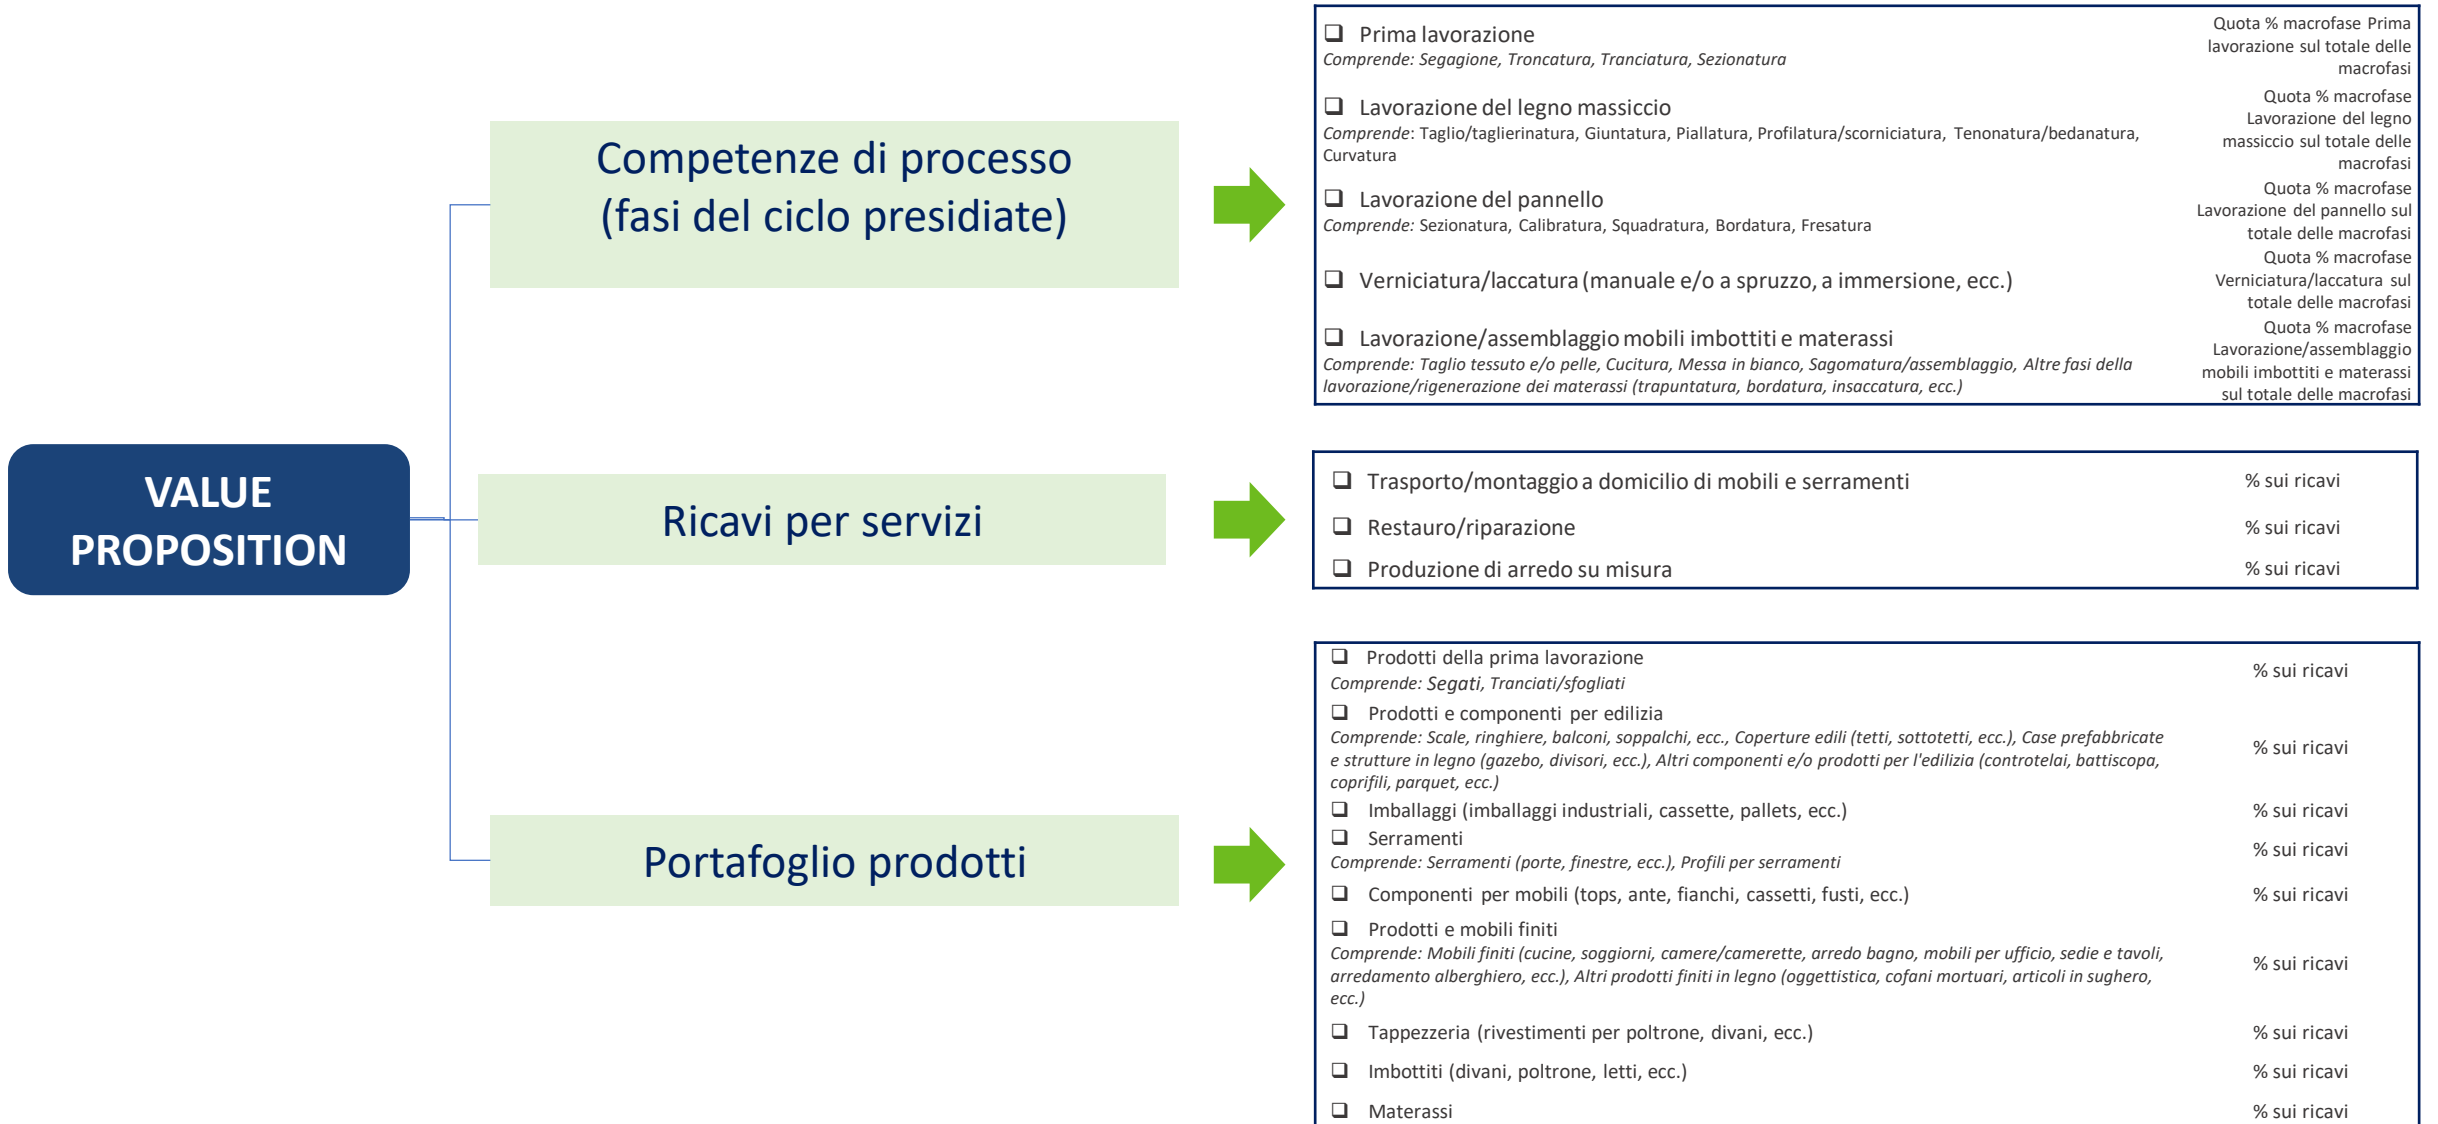 VALUE
PROPOSITION
Competenze di processo
(fasi del ciclo presidiate)
❑ Prima lavorazione
Comprende: Segagione, Troncatura, Tranciatura, Sezionatura
Quota % macrofase Prima
lavorazione sul totale delle
macrofasi
❑ Lavorazione del legno massiccio
Comprende: Taglio/taglierinatura, Giuntatura, Piallatura, Profilatura/scorniciatura, Tenonatura/bedanatura,
Curvatura
Quota % macrofase
Lavorazione del legno
massiccio sul totale delle
macrofasi
❑ Lavorazione del pannello
Comprende: Sezionatura, Calibratura, Squadratura, Bordatura, Fresatura
Quota % macrofase
Lavorazione del pannello sul
totale delle macrofasi
❑ Verniciatura/laccatura (manuale e/o a spruzzo, a immersione, ecc.)
Quota % macrofase
Verniciatura/laccatura sul
totale delle macrofasi
❑ Lavorazione/assemblaggio mobili imbottiti e materassi
Comprende: Taglio tessuto e/o pelle, Cucitura, Messa in bianco, Sagomatura/assemblaggio, Altre fasi della
lavorazione/rigenerazione dei materassi (trapuntatura, bordatura, insaccatura, ecc.)
Quota % macrofase
Lavorazione/assemblaggio
mobili imbottiti e materassi
sul totale delle macrofasi
Ricavi per servizi
❑ Trasporto/montaggio a domicilio di mobili e serramenti % sui ricavi
❑ Restauro/riparazione % sui ricavi
❑ Produzione di arredo su misura % sui ricavi
Portafoglio prodotti
❑ Prodotti della prima lavorazione
Comprende: Segati, Tranciati/sfogliati
% sui ricavi
❑ Prodotti e componenti per edilizia
Comprende: Scale, ringhiere, balconi, soppalchi, ecc., Coperture edili (tetti, sottotetti, ecc.), Case prefabbricate
e strutture in legno (gazebo, divisori, ecc.), Altri componenti e/o prodotti per l'edilizia (controtelai, battiscopa,
coprifili, parquet, ecc.)
% sui ricavi
❑ Imballaggi (imballaggi industriali, cassette, pallets, ecc.) % sui ricavi
❑ Serramenti
Comprende: Serramenti (porte, finestre, ecc.), Profili per serramenti
% sui ricavi
❑ Componenti per mobili (tops, ante, fianchi, cassetti, fusti, ecc.) % sui ricavi
❑ Prodotti e mobili finiti
Comprende: Mobili finiti (cucine, soggiorni, camere/camerette, arredo bagno, mobili per ufficio, sedie e tavoli,
arredamento alberghiero, ecc.), Altri prodotti finiti in legno (oggettistica, cofani mortuari, articoli in sughero,
ecc.)
% sui ricavi
❑ Tappezzeria (rivestimenti per poltrone, divani, ecc.) % sui ricavi
❑ Imbottiti (divani, poltrone, letti, ecc.) % sui ricavi
❑ Materassi % sui ricavi